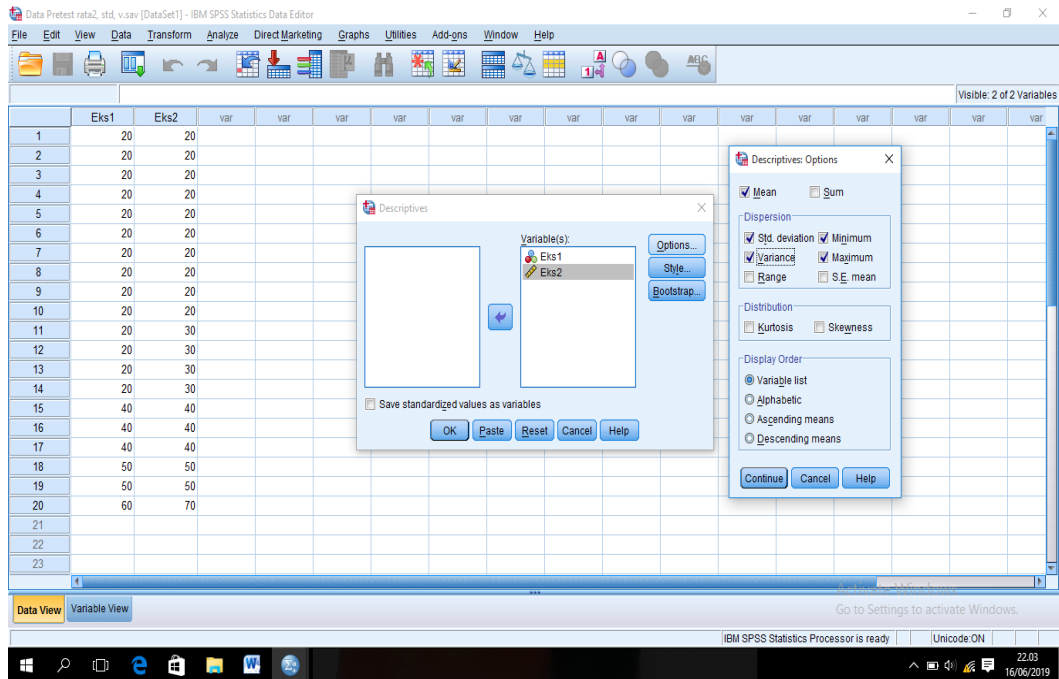 Data Pretest rata2, std, v.sav [DataSet1] - IBM SPSS Statistics Data Editor
File Edit View Data Transform Analyze Direct Marketing Graphs Utilities Add-ons Window Help
Visible: 2 of 2 Variables
Eks1 Eks2 var var var var var var var var var var var var var var var
1 20 20
2 20 20
3 20 20
4 20 20
5 20 20
6 20 20
7 20 20
8 20 20
9 20 20
10 20 20
11 20 30
12 20 30
13 20 30
14 20 30
15 40 40
16 40 40
17 40 40
18 50 50
19 50 50
20 60 70
21
22
23
Descriptives
Variable(s):
Eks1
Eks2
Options...
Style...
Bootstrap...
Save standardized values as variables
OK Paste Reset Cancel Help
Descriptives: Options
Mean Sum
Dispersion
Std. deviation Minimum
Variance Maximum
Range S.E. mean
Distribution
Kurtosis Skewness
Display Order
Variable list
Alphabetic
Ascending means
Descending means
Continue Cancel Help
Activate Windows
Go to Settings to activate Windows.
Data View Variable View
IBM SPSS Statistics Processor is ready Unicode:ON
22.03
16/06/2019